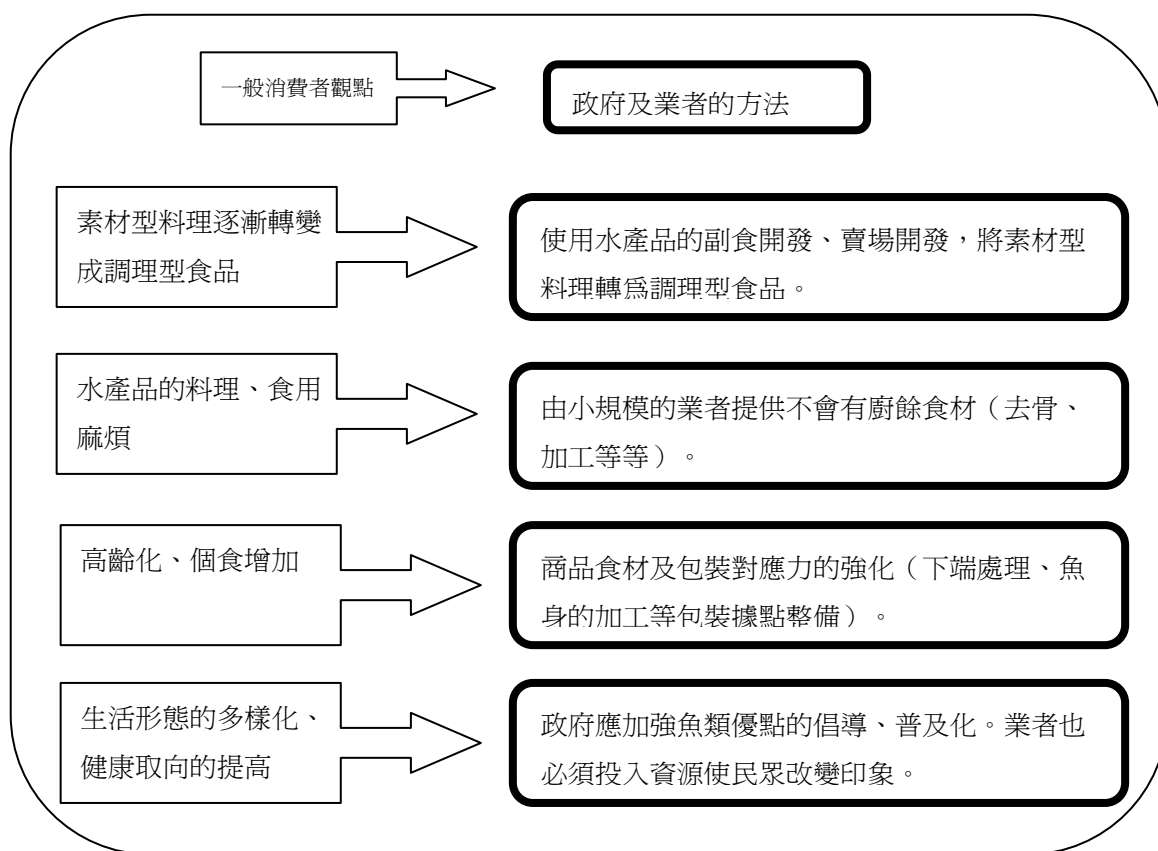 一般消費者觀點
政府及業者的方法
素材型料理逐漸轉變
成調理型食品
使用水產品的副食開發、賣場開發，將素材型
料理轉為調理型食品。
水產品的料理、食用
麻煩
由小規模的業者提供不會有廚餘食材（去骨、
加工等等）。
高齡化、個食增加
商品食材及包裝對應力的強化（下端處理、魚
身的加工等包裝據點整備）。
生活形態的多樣化、
健康取向的提高
政府應加強魚類優點的倡導、普及化。業者也
必須投入資源使民眾改變印象。